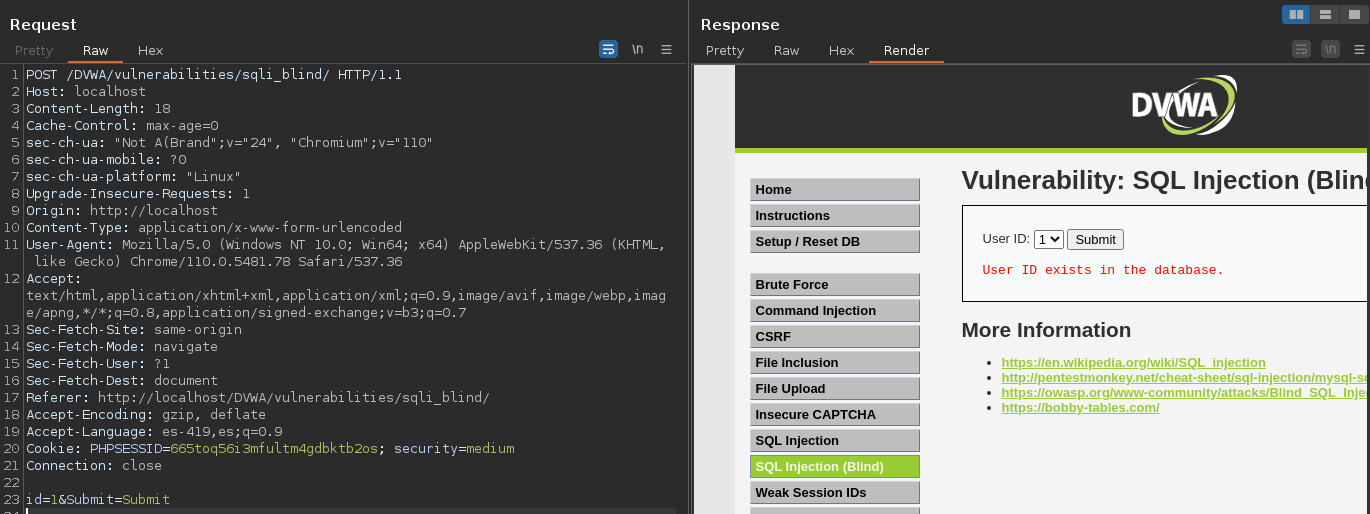 Request
Pretty Raw Hex \n
1 POST /DVWA/vulnerabilities/sqli_blind/ HTTP/1.1
2 Host: localhost
3 Content-Length: 18
4 Cache-Control: max-age=0
5 sec-ch-ua: "Not A(Brand";v="24", "Chromium";v="110"
6 sec-ch-ua-mobile: ?0
7 sec-ch-ua-platform: "Linux"
8 Upgrade-Insecure-Requests: 1
9 Origin: http://localhost
10 Content-Type: application/x-www-form-urlencoded
11 User-Agent: Mozilla/5.0 (Windows NT 10.0; Win64; x64) AppleWebKit/537.36 (KHTML,
like Gecko) Chrome/110.0.5481.78 Safari/537.36
12 Accept:
text/html,application/xhtml+xml,application/xml;q=0.9,image/avif,image/webp,imag
e/apng,*/*;q=0.8,application/signed-exchange;v=b3;q=0.7
13 Sec-Fetch-Site: same-origin
14 Sec-Fetch-Mode: navigate
15 Sec-Fetch-User: ?1
16 Sec-Fetch-Dest: document
17 Referer: http://localhost/DVWA/vulnerabilities/sqli_blind/
18 Accept-Encoding: gzip, deflate
19 Accept-Language: es-419,es;q=0.9
20 Cookie: PHPSESSID=665toq56i3mfultm4gdbktb2os; security=medium
21 Connection: close
22
23 id=1&Submit=Submit
Response
Pretty Raw Hex Render \n
DVWA
Home
Instructions
Setup / Reset DB
Brute Force
Command Injection
CSRF
File Inclusion
File Upload
Insecure CAPTCHA
SQL Injection
SQL Injection (Blind)
Weak Session IDs
Vulnerability: SQL Injection (Blin
User ID: 1 Submit
User ID exists in the database.
More Information
https://en.wikipedia.org/wiki/SQL_injection
http://pentestmonkey.net/cheat-sheet/sql-injection/mysql-s
https://owasp.org/www-community/attacks/Blind_SQL_Inje
https://bobby-tables.com/